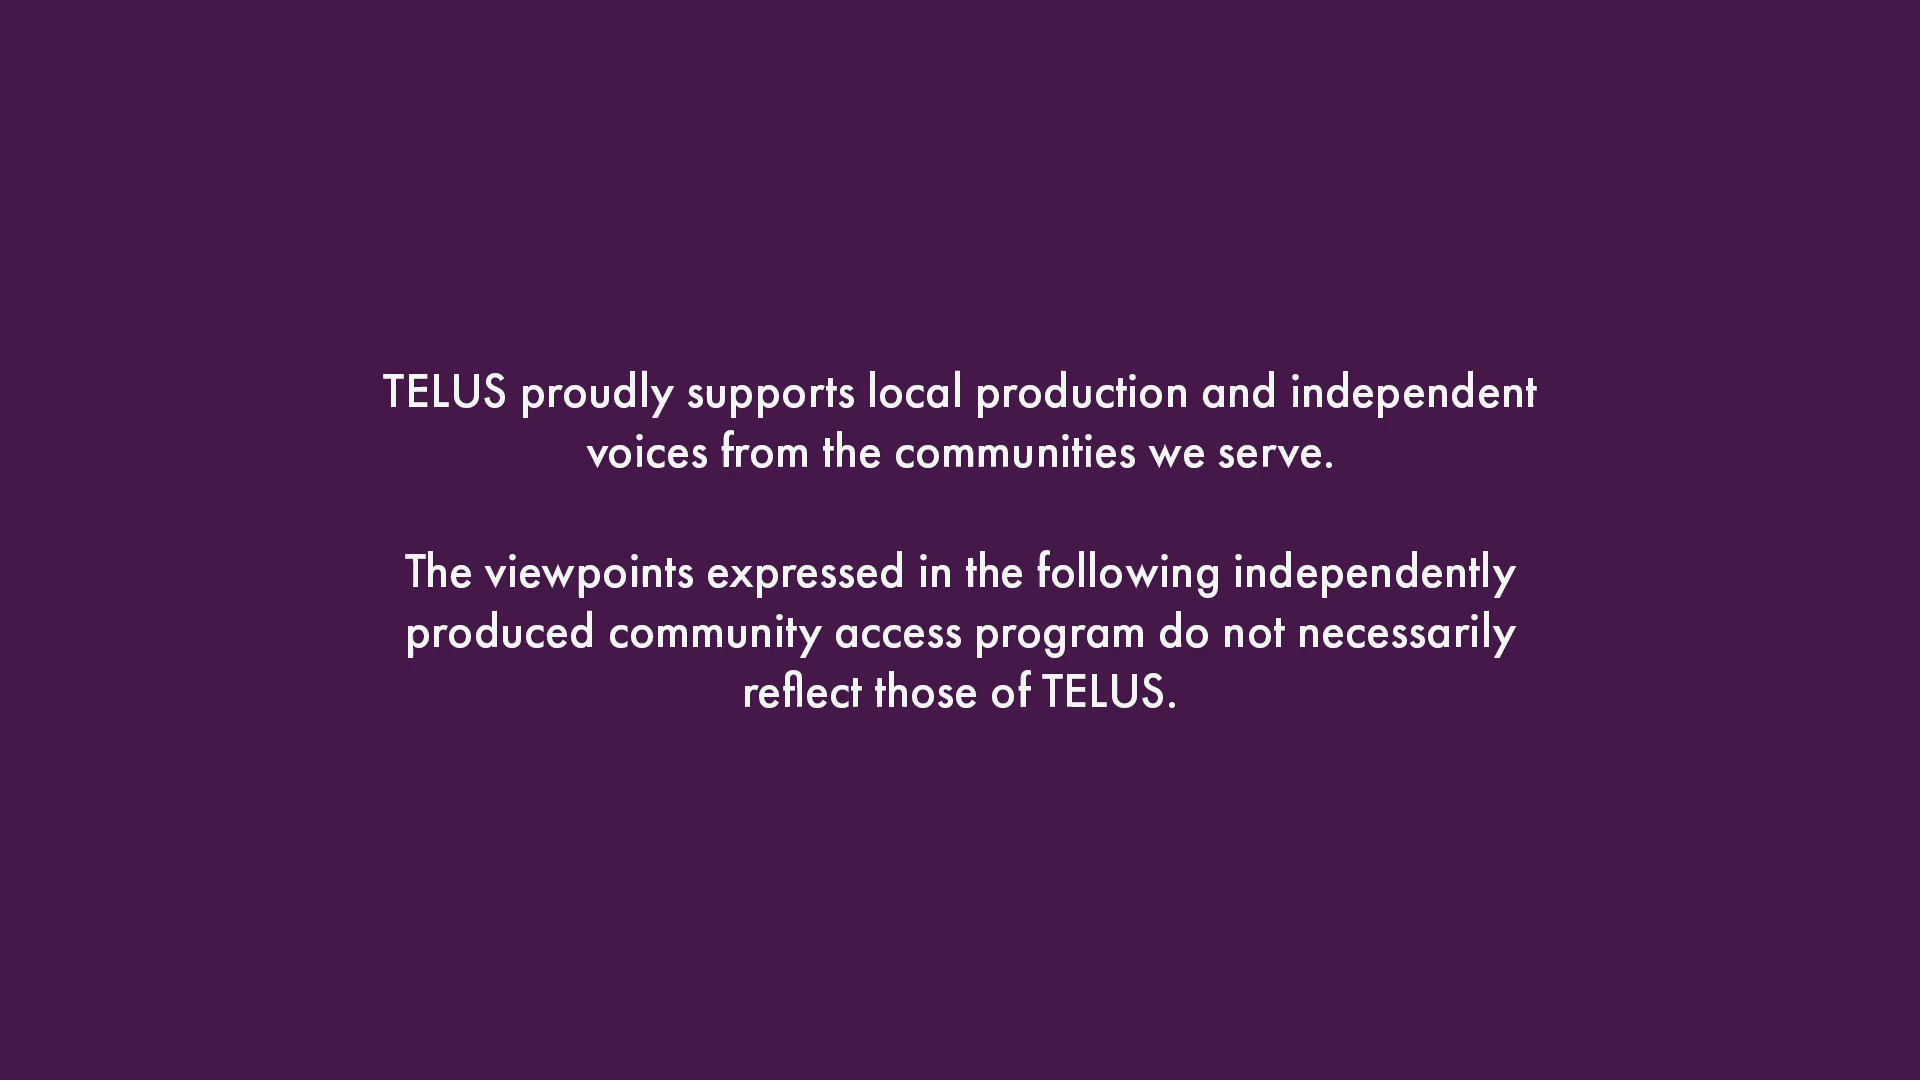 TELUS proudly supports local production and independent
voices from the communities we serve.
The viewpoints expressed in the following independently
produced community access program do not necessarily
reflect those of TELUS.